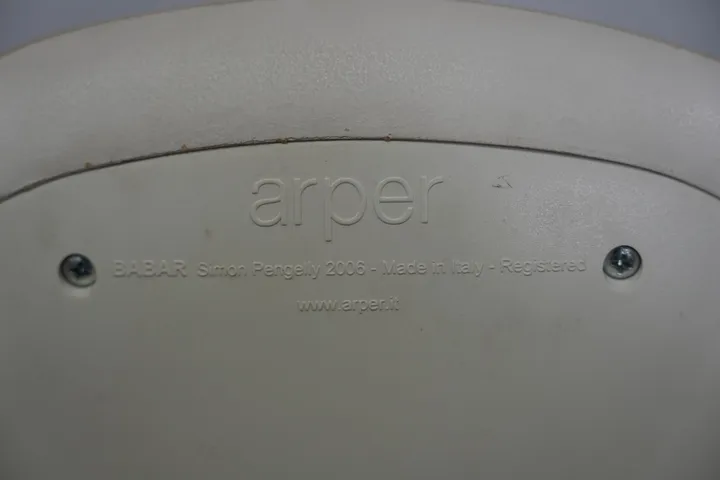 arper
BABAR Simon Pengelly 2006 - Made in Italy - Registered
www.arper.it